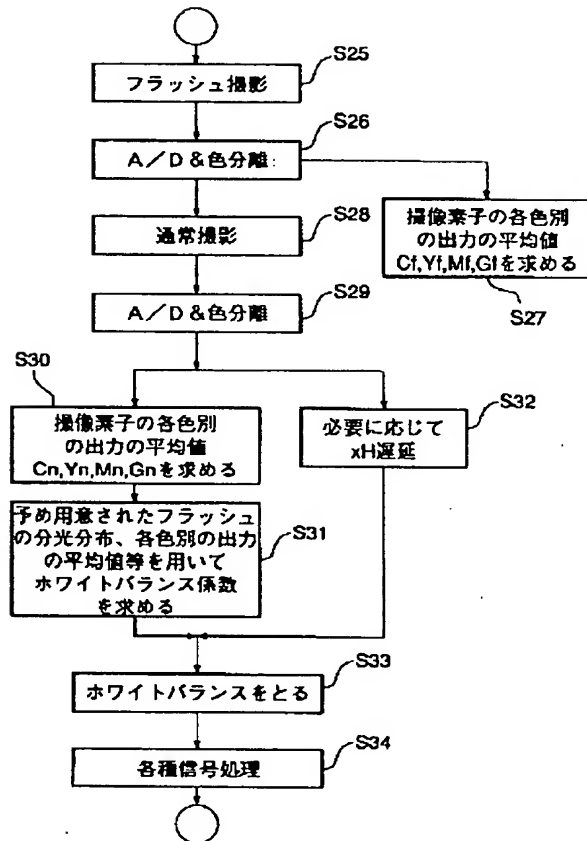 S25
フラッシュ撮影
S26
A/D&色分離
S28
通常撮影
撮像素子の各色別
の出力の平均値
Cf,Yf,Mf,Gfを求める
S27
S29
A/D&色分離
S30
撮像素子の各色別
の出力の平均値
Cn,Yn,Mn,Gnを求める
S32
必要に応じて
xH遅延
予め用意されたフラッシュ
の分光分布、各色別の出力
の平均値等を用いて
ホワイトバランス係数
を求める
S31
S33
ホワイトバランスをとる
S34
各種信号処理